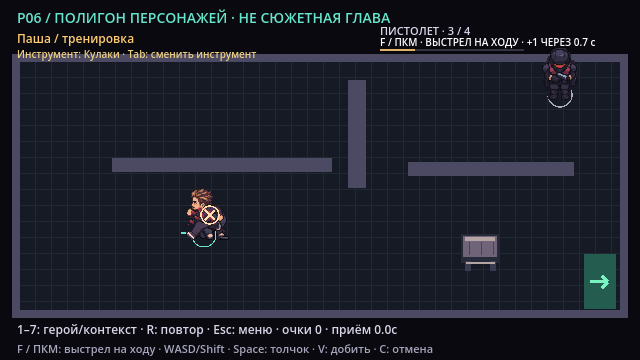 P06 / ПОЛИГОН ПЕРСОНАЖЕЙ · НЕ СЮЖЕТНАЯ ГЛАВА
Паша / тренировка
ПИСТОЛЕТ · 3 / 4
F / ПКМ · ВЫСТРЕЛ НА ХОДУ · +1 ЧЕРЕЗ 0.7 с
Инструмент: Кулаки · Tab: сменить инструмент
1–7: герой/контекст · R: повтор · Esc: меню · очки 0 · приём 0.0с
F / ПКМ: выстрел на ходу · WASD/Shift · Space: толчок · V: добить · C: отмена